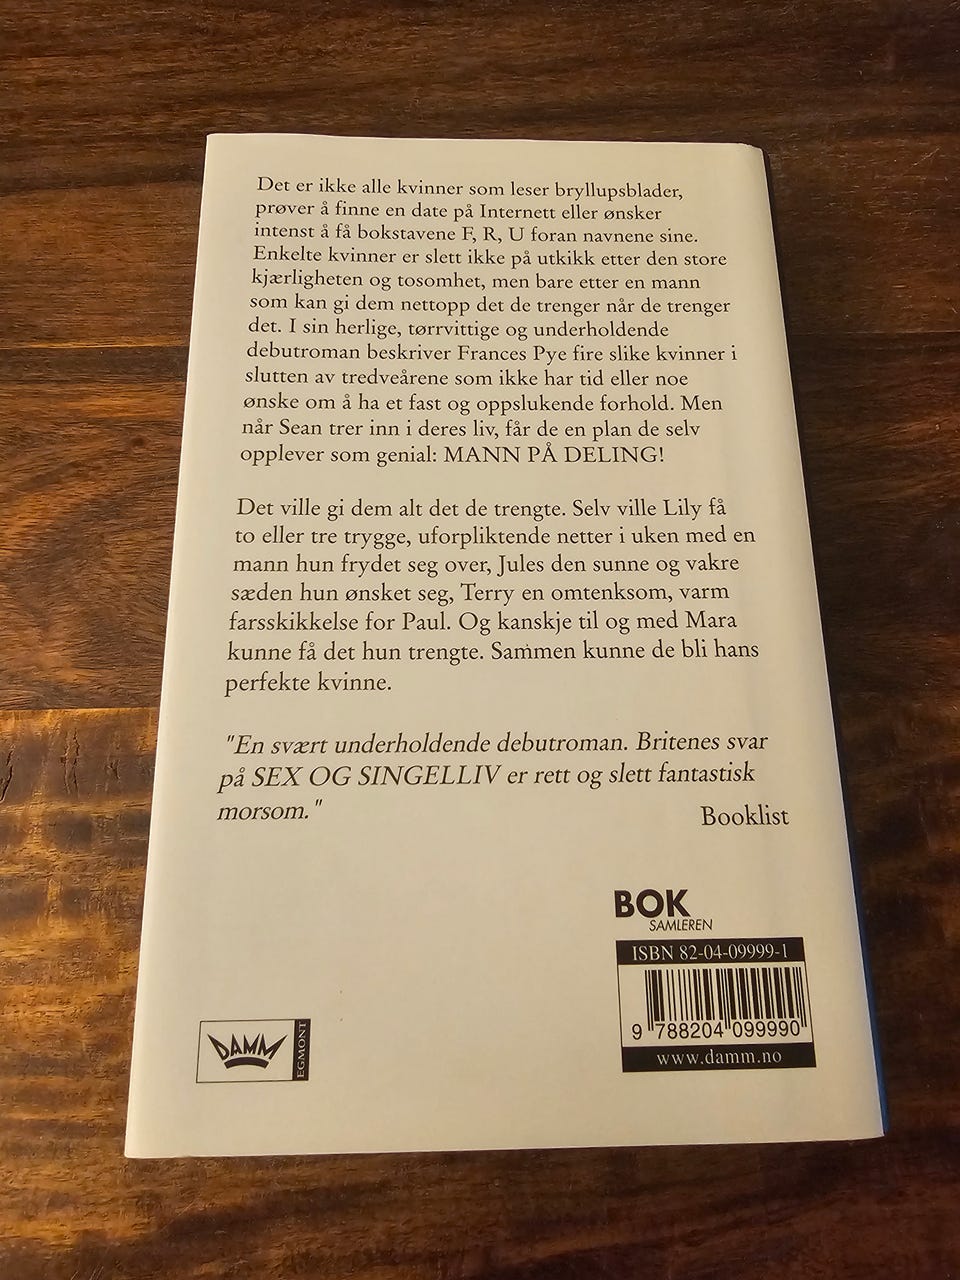 Det er ikke alle kvinner som leser bryllupsblader,
prøver å finne en date på Internett eller ønsker
intenst å få bokstavene F, R, U foran navnene sine.
Enkelte kvinner er slett ikke på utkikk etter den store
kjærligheten og tosomhet, men bare etter en mann
som kan gi dem nettopp det de trenger når de trenger
det. I sin herlige, tørrvittige og underholdende
debutroman beskriver Frances Pye fire slike kvinner i
slutten av tredveårene som ikke har tid eller noe
ønske om å ha et fast og oppslukende forhold. Men
når Sean trer inn i deres liv, får de en plan de selv
opplever som genial: MANN PÅ DELING!
Det ville gi dem alt det de trengte. Selv ville Lily få
to eller tre trygge, uforpliktende netter i uken med en
mann hun frydet seg over, Jules den sunne og vakre
sæden hun ønsket seg, Terry en omtenksom, varm
farsskikkelse for Paul. Og kanskje til og med Mara
kunne få det hun trengte. Sammen kunne de bli hans
perfekte kvinne.
"En svært underholdende debutroman. Britenes svar
på SEX OG SINGELLIV er rett og slett fantastisk
morsom."
Booklist
BOK
SAMLEREN
ISBN 82-04-09999-1
9 788204 099990
www.damm.no
DAMM
EGMONT